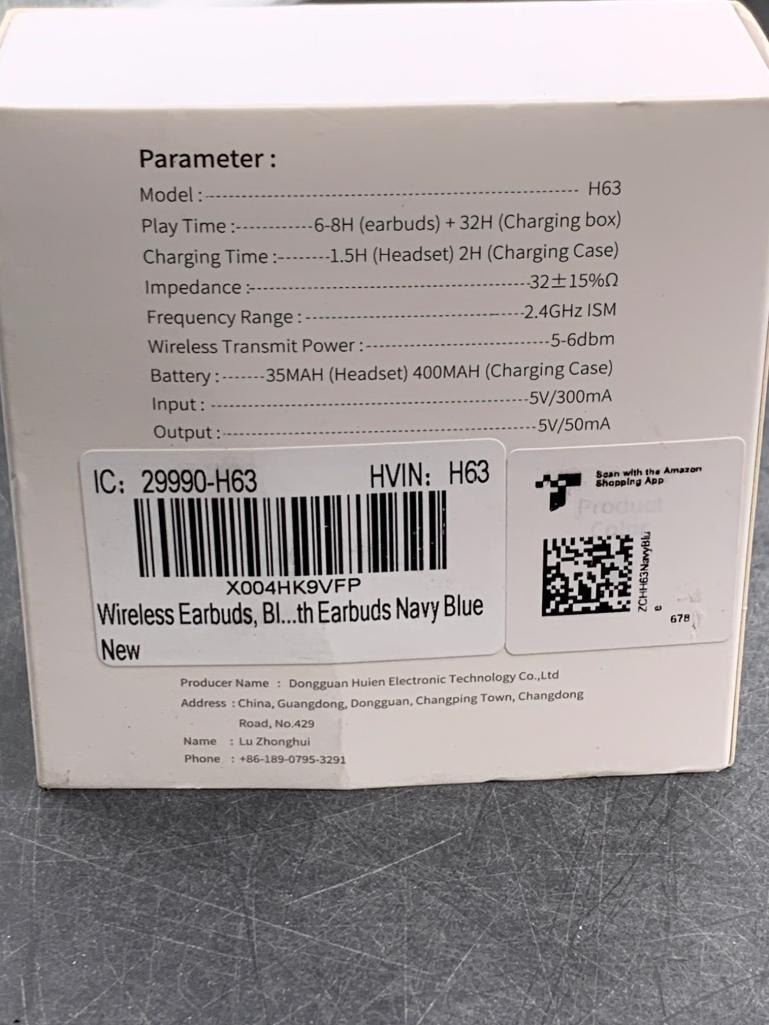 Parameter :
Model :------------------------------------------------------- H63
Play Time :------------6-8H (earbuds) + 32H (Charging box)
Charging Time :--------1.5H (Headset) 2H (Charging Case)
Impedance :-----------------------------------------32±15%Ω
Frequency Range :--------------------------------2.4GHz ISM
Wireless Transmit Power :---------------------------5-6dbm
Battery :-------35MAH (Headset) 400MAH (Charging Case)
Input :----------------------------------------------5V/300mA
Output :----------------------------------------------5V/50mA
IC: 29990-H63 HVIN: H63
X004HK9VFP
Wireless Earbuds, Bl...th Earbuds Navy Blue
New
Scan with the Amazon
Shopping App
Product
Color
ZCHH63NavyBlu
e
678
Producer Name : Dongguan Huien Electronic Technology Co.,Ltd
Address : China, Guangdong, Dongguan, Changping Town, Changdong
Road, No.429
Name : Lu Zhonghui
Phone : +86-189-0795-3291